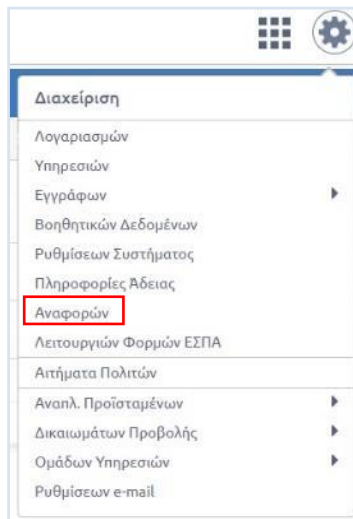 Διαχείριση
Λογαριασμών
Υπηρεσιών
Εγγράφων
Βοηθητικών Δεδομένων
Ρυθμίσεων Συστήματος
Πληροφορίες Άδειας
Αναφορών
Λειτουργιών Φορμών ΕΣΠΑ
Αιτήματα Πολιτών
Αναπλ. Προϊσταμένων
Δικαιωμάτων Προβολής
Ομάδων Υπηρεσιών
Ρυθμίσεων e-mail